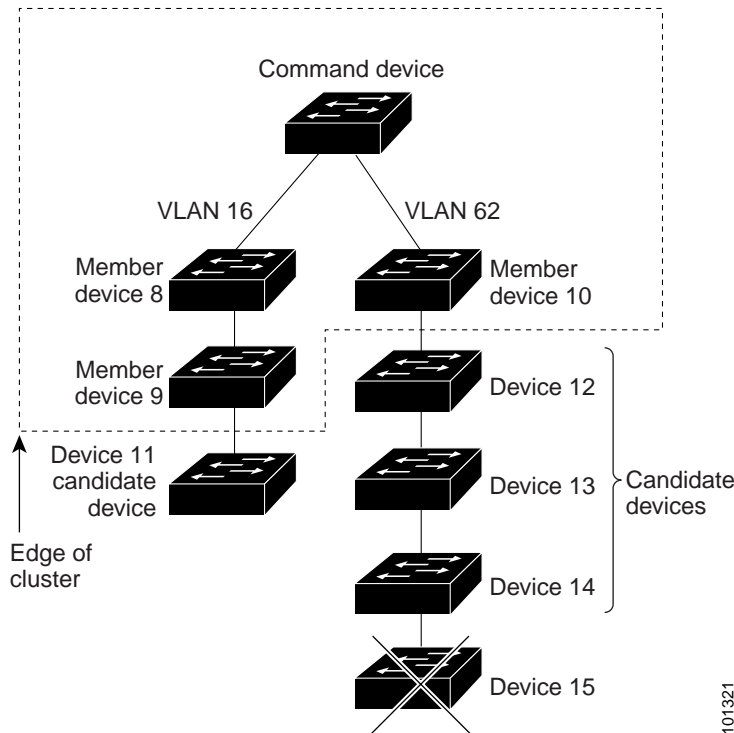 Command device
VLAN 16
VLAN 62
Member
device 8
Member
device 10
Member
device 9
Device 12
Device 11
candidate
device
Device 13
Candidate
devices
Edge of
cluster
Device 14
Device 15
101321